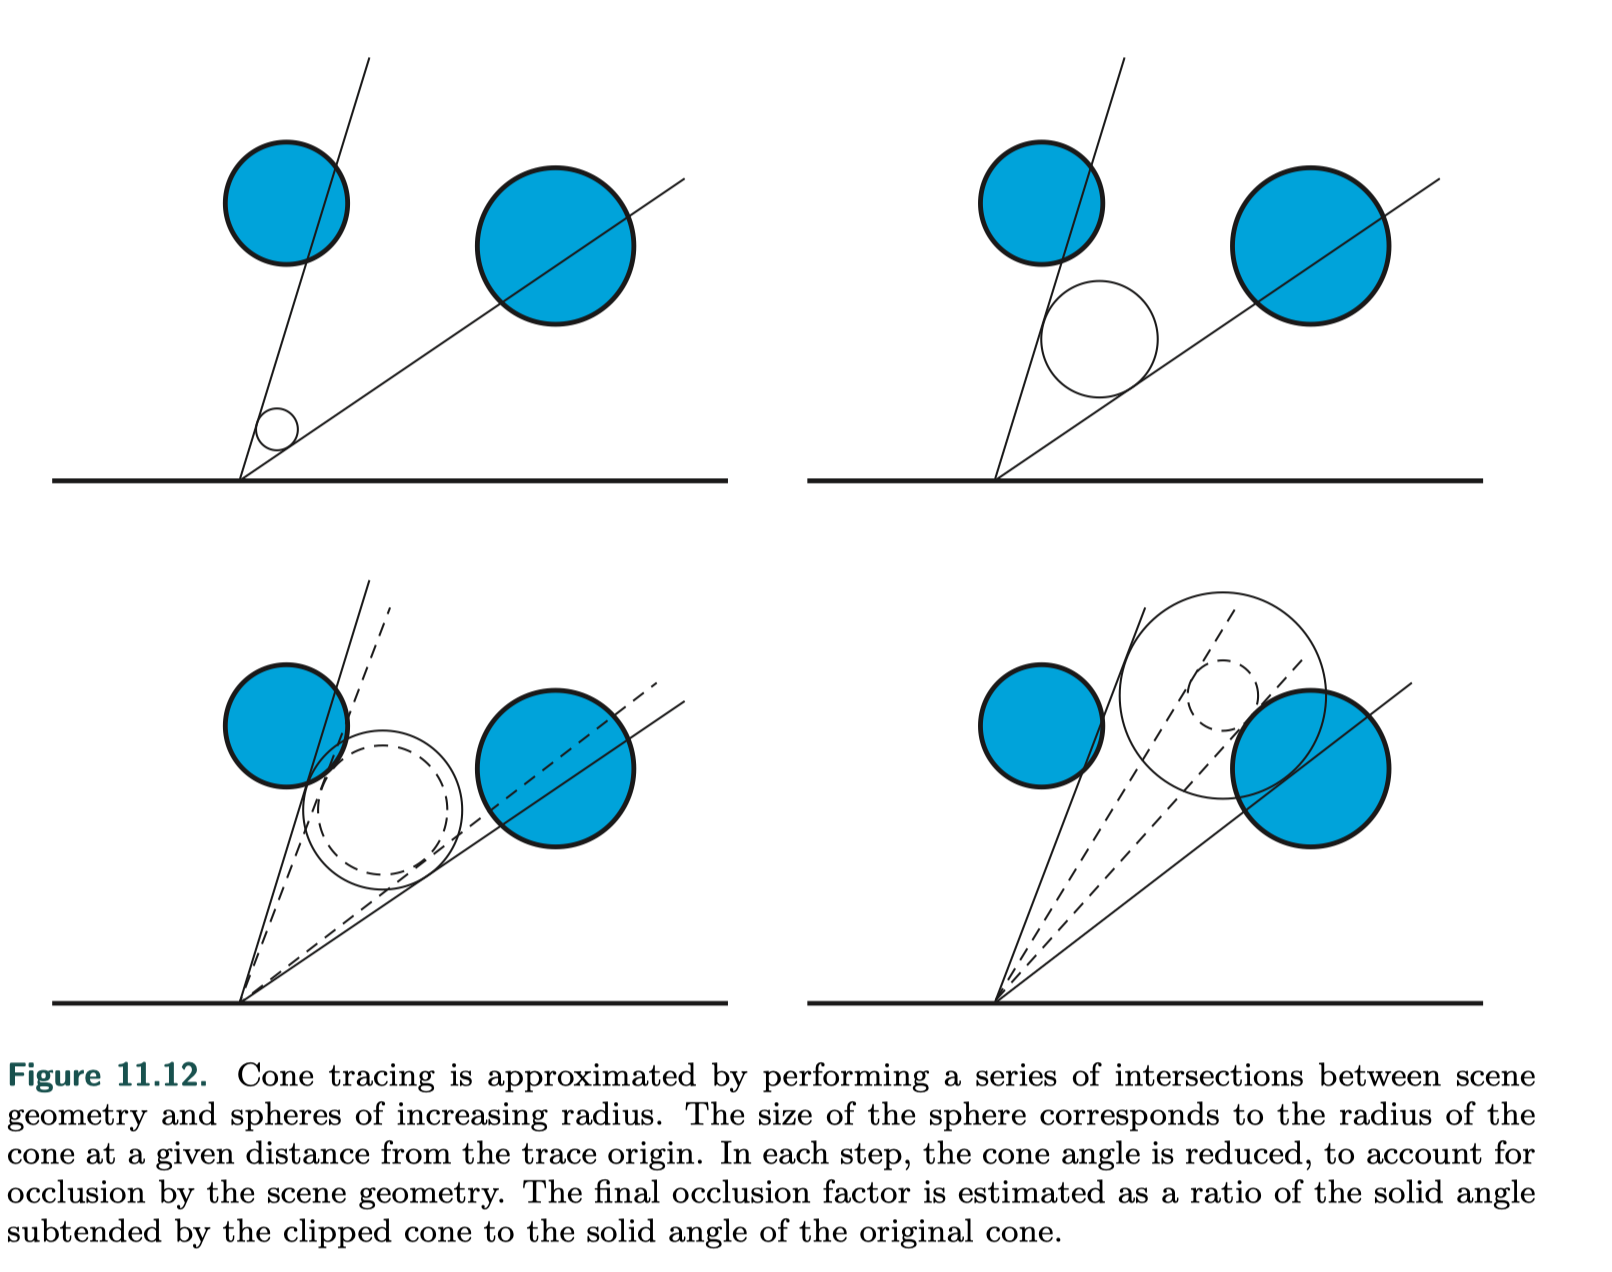 Figure 11.12. Cone tracing is approximated by performing a series of intersections between scene
geometry and spheres of increasing radius. The size of the sphere corresponds to the radius of the
cone at a given distance from the trace origin. In each step, the cone angle is reduced, to account for
occlusion by the scene geometry. The final occlusion factor is estimated as a ratio of the solid angle
subtended by the clipped cone to the solid angle of the original cone.